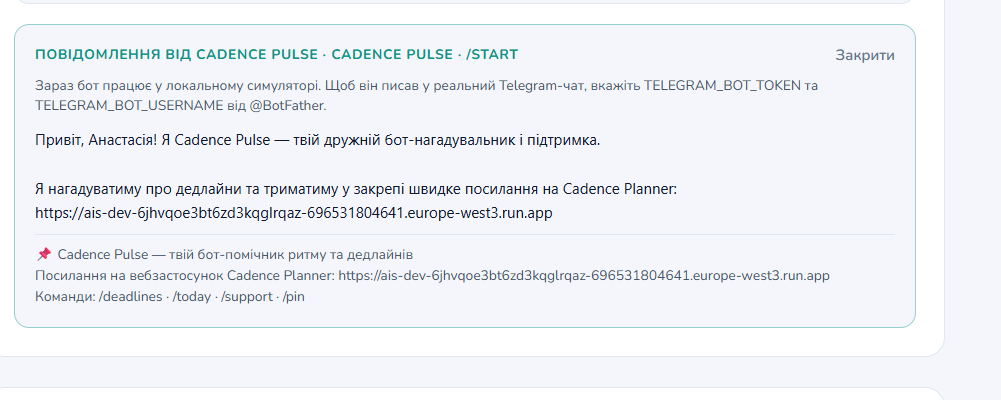 ПОВІДОМЛЕННЯ ВІД CADENCE PULSE · CADENCE PULSE · /START
Закрити
Зараз бот працює у локальному симуляторі. Щоб він писав у реальний Telegram-чат, вкажіть TELEGRAM_BOT_TOKEN та
TELEGRAM_BOT_USERNAME від @BotFather.
Привіт, Анастасія! Я Cadence Pulse — твій дружній бот-нагадувальник і підтримка.
Я нагадуватиму про дедлайни та триматиму у закрепі швидке посилання на Cadence Planner:
https://ais-dev-6jhvqoe3bt6zd3kqglrqaz-696531804641.europe-west3.run.app
📌 Cadence Pulse — твій бот-помічник ритму та дедлайнів
Посилання на вебзастосунок Cadence Planner: https://ais-dev-6jhvqoe3bt6zd3kqglrqaz-696531804641.europe-west3.run.app
Команди: /deadlines · /today · /support · /pin